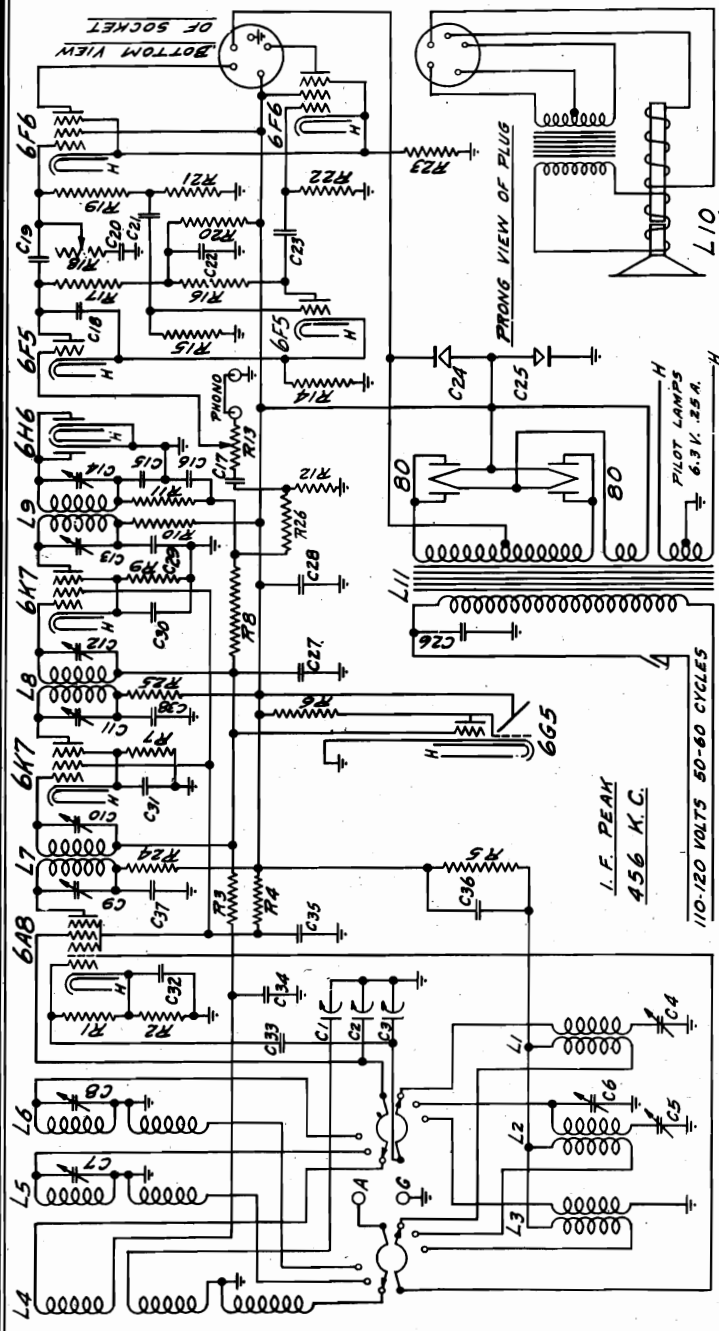 L4
L5
L6
6A8
L7
6K7
L8
6K7
L9
6H6
6F5
C19
6F6
BOTTOM VIEW
OF SOCKET
C7
C8
R1
H
C9
C10
H
C11
C12
H
C13
C14
H
H
C18
R17
R18
C20
R19
H
R2
C32
C37
R24
C31
R7
C38
R25
C30
R9
C29
R10
R11
C15
C16
R15
R16
C22
R20
C21
R21
C33
C34
R3
R8
C17
R13
PHONO
6F5
H
C23
R22
6F6
H
C1
C2
C3
C35
R4
R6
C27
C28
R26
R12
R14
R23
A
G
C36
R5
H
6G5
L3
L2
L1
C6
C5
C4
I.F. PEAK
456 K.C.
110-120 VOLTS 50-60 CYCLES
C26
L11
80
80
C24
C25
PILOT LAMPS
6.3 V. .25 A.
H
H
PRONG VIEW OF PLUG
L10